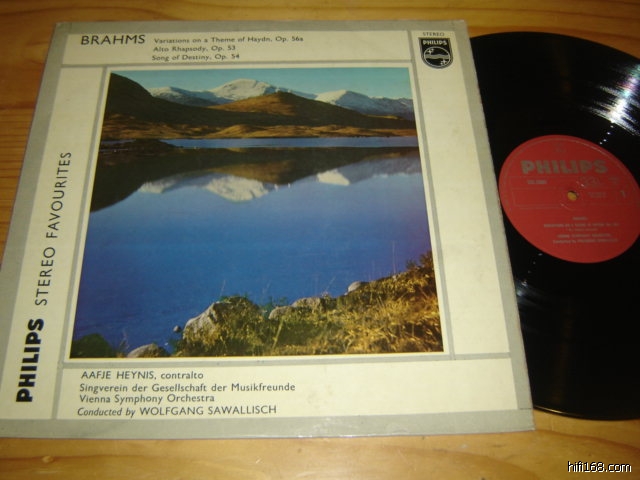 BRAHMS Variations on a Theme of Haydn, Op. 56a
Alto Rhapsody, Op. 53
Song of Destiny, Op. 54
STEREO
PHILIPS
PHILIPS STEREO FAVOURITES
AAFJE HEYNIS, contralto
Singverein der Gesellschaft der Musikfreunde
Vienna Symphony Orchestra
Conducted by WOLFGANG SAWALLISCH
PHILIPS
hifi168.com